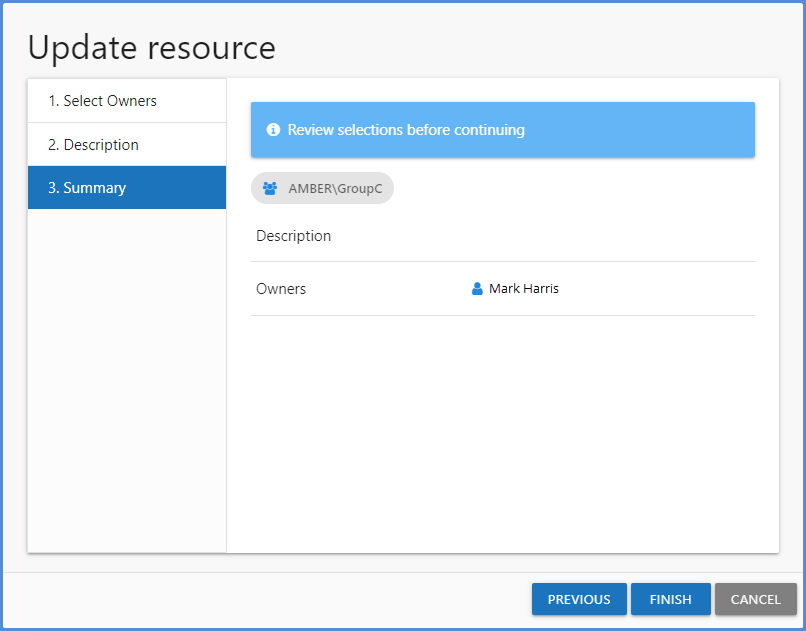 Update resource
1. Select Owners
2. Description
3. Summary
Review selections before continuing
AMBER\GroupC
Description
Owners Mark Harris
PREVIOUS FINISH CANCEL